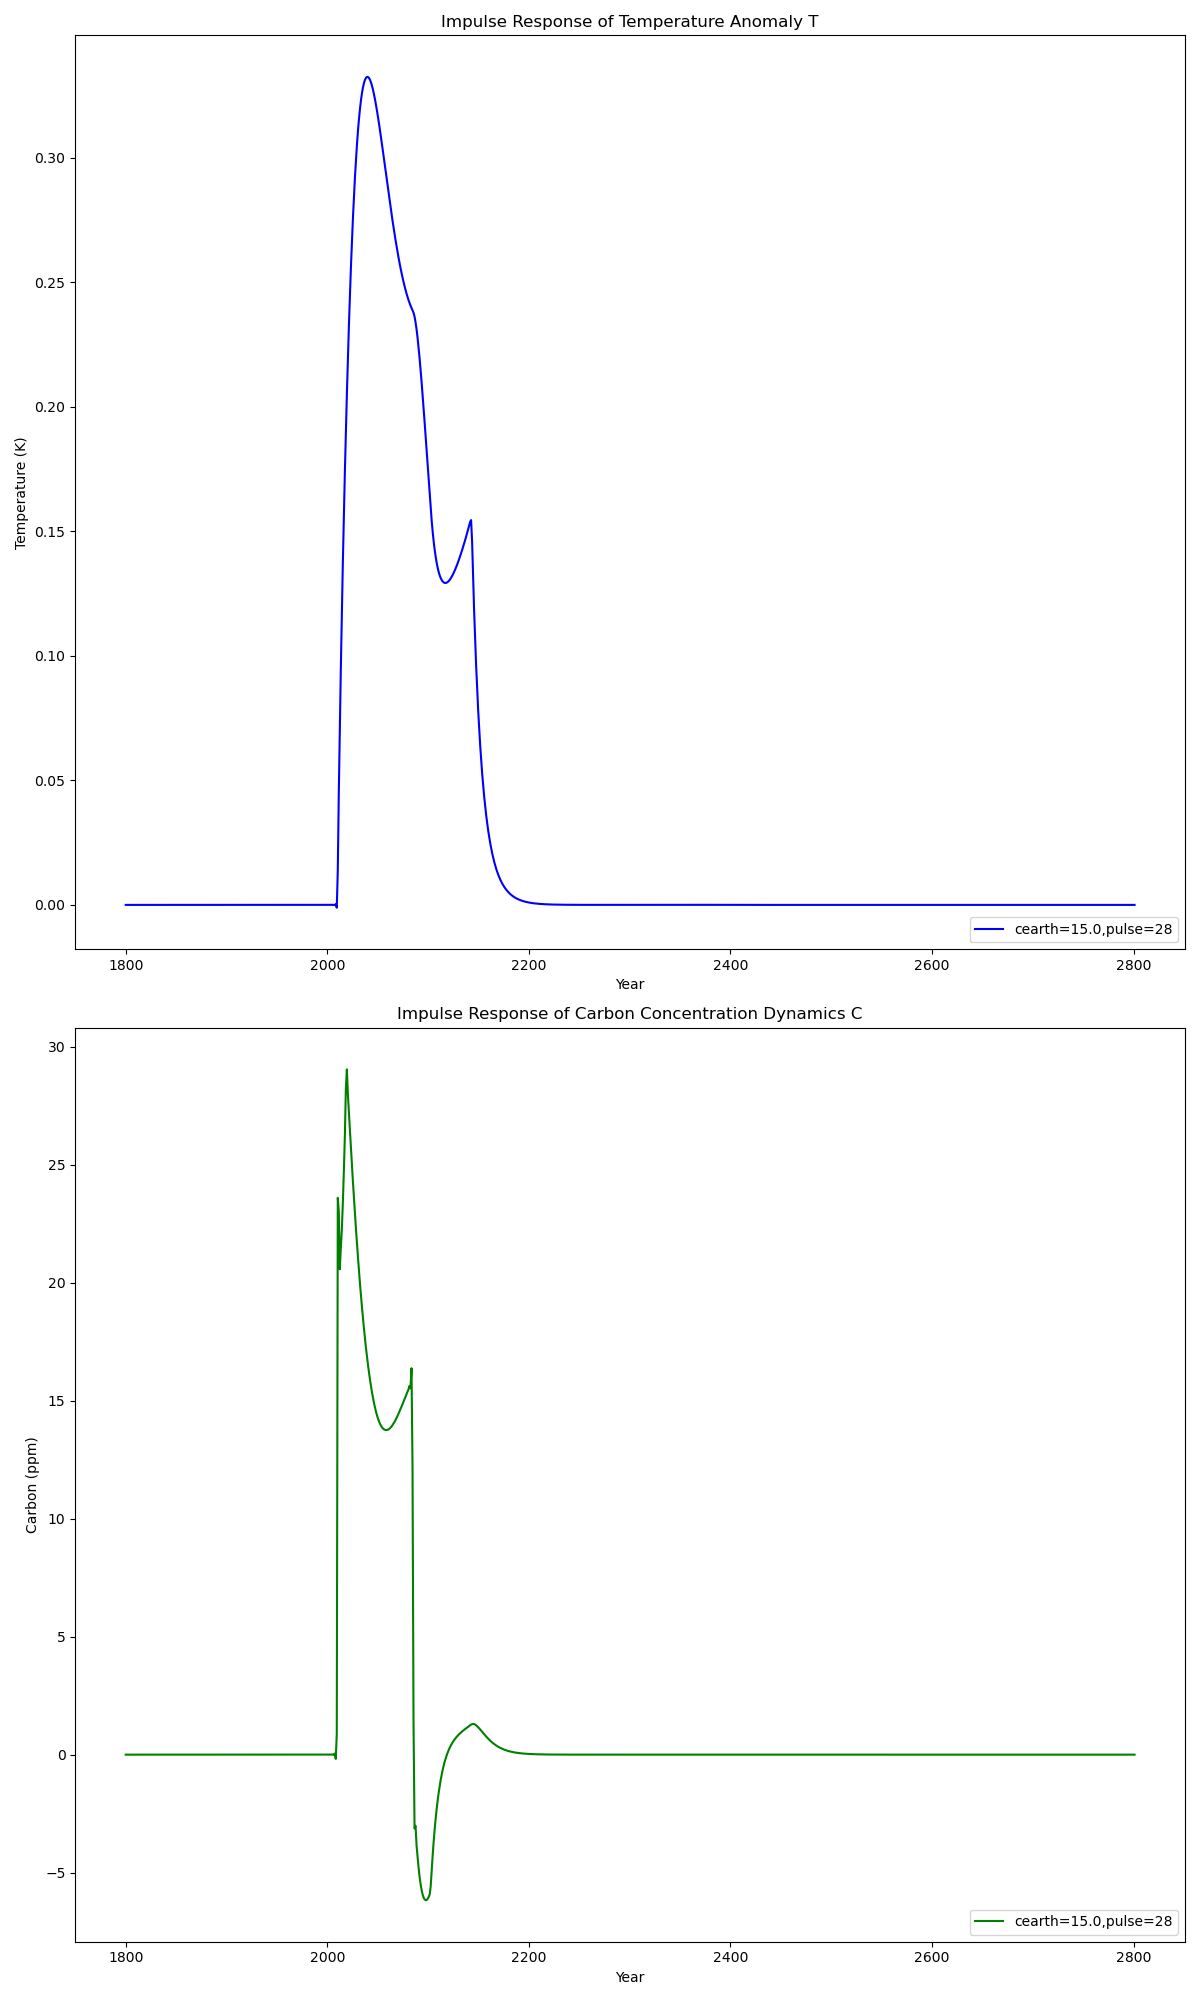 Impulse Response of Temperature Anomaly T
0.30
0.25
0.20
0.15
0.10
0.05
0.00
Temperature (K)
cearth=15.0,pulse=28
1800 2000 2200 2400 2600 2800
Year
Impulse Response of Carbon Concentration Dynamics C
30
25
20
15
10
5
0
−5
Carbon (ppm)
cearth=15.0,pulse=28
1800 2000 2200 2400 2600 2800
Year